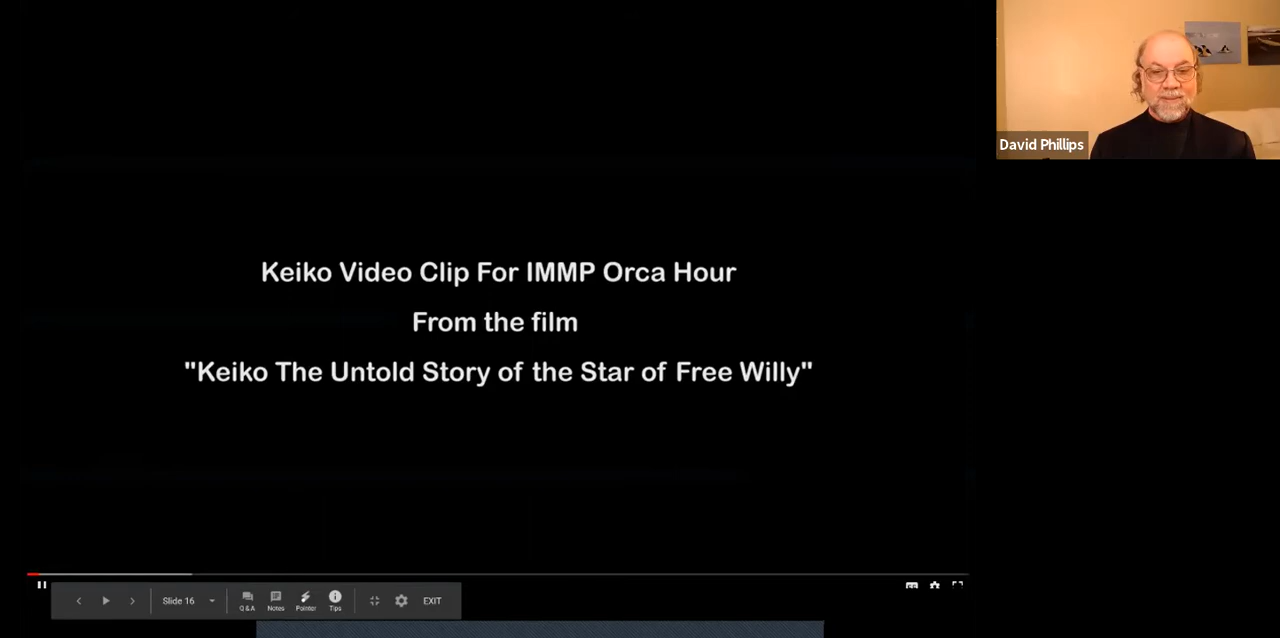 Keiko Video Clip For IMMP Orca Hour
From the film
"Keiko The Untold Story of the Star of Free Willy"
David Phillips
Slide 16
Q & A
Notes
Pointer
Tips
EXIT